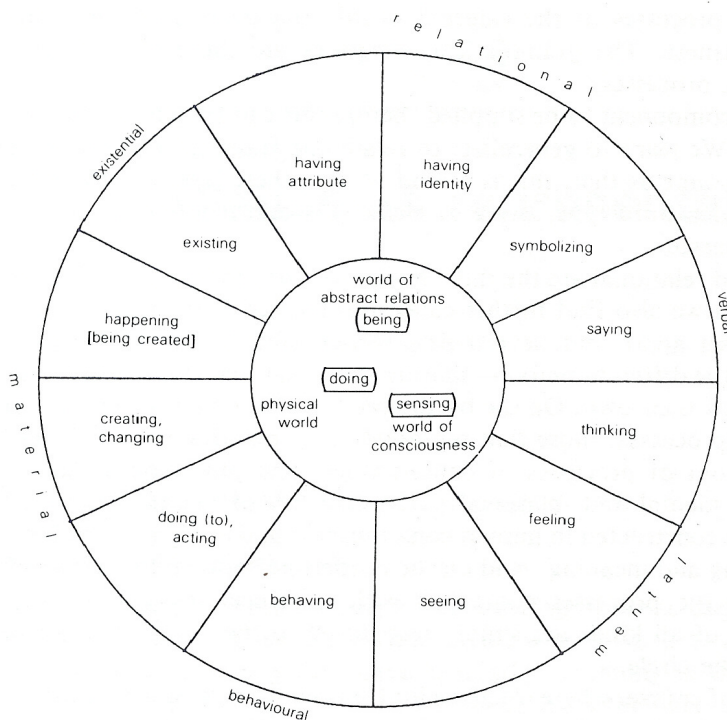 relational
existential
having
attribute
having
identity
existing
symbolizing
verbal
world of
abstract relations
being
happening
[being created]
saying
doing
material
physical
world
sensing
world of
consciousness
creating,
changing
thinking
doing (to),
acting
feeling
mental
behaving
seeing
behavioural